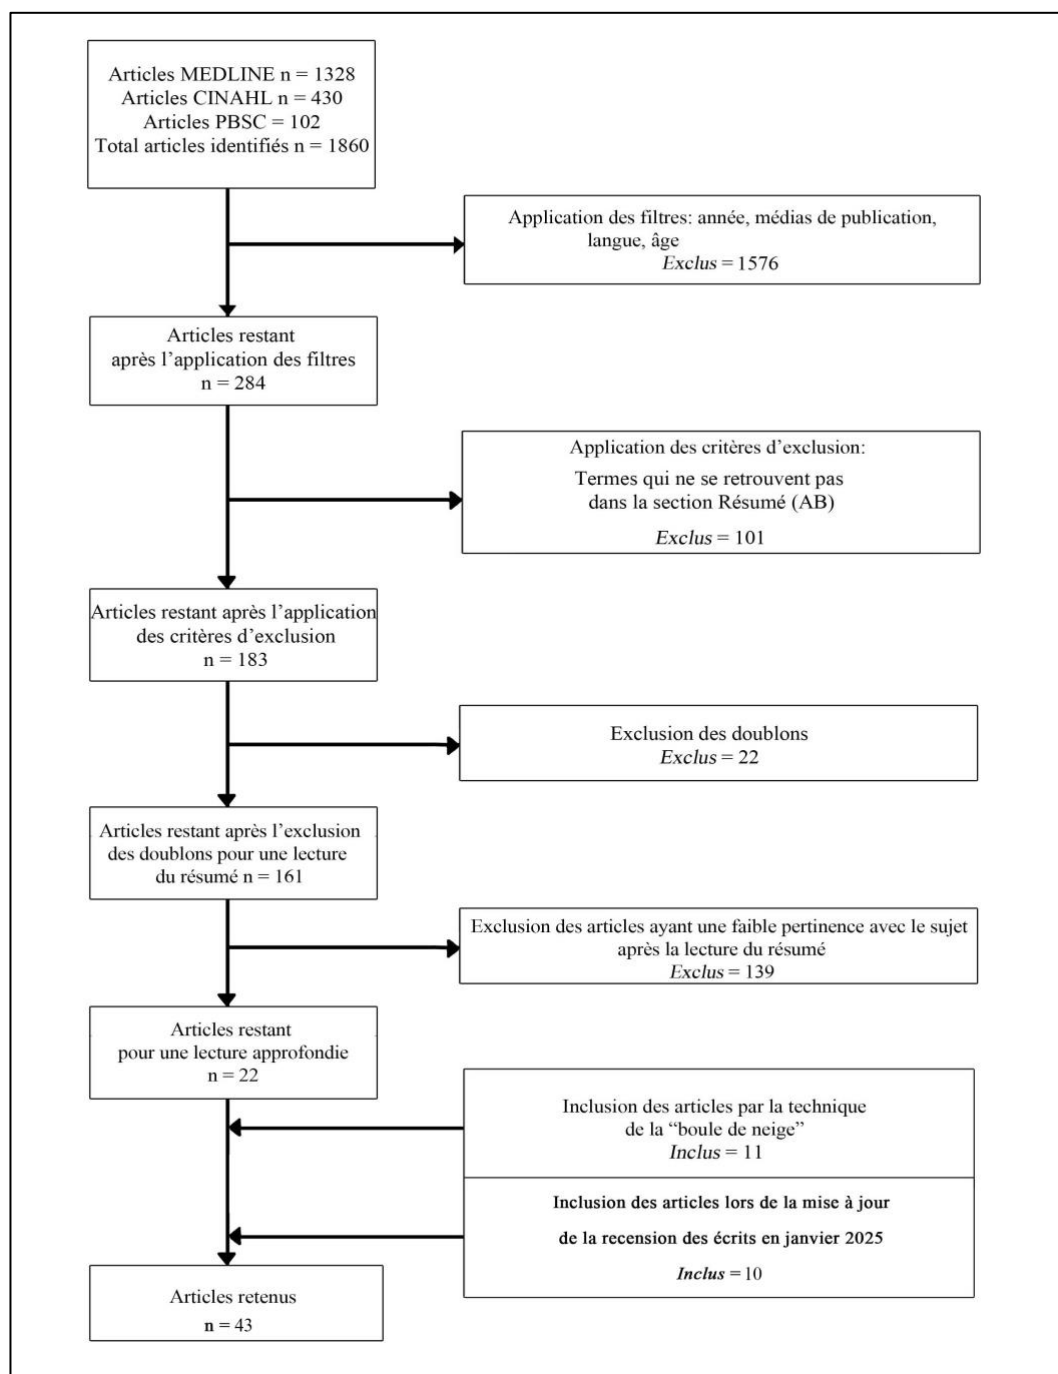 Articles MEDLINE n = 1328
Articles CINAHL n = 430
Articles PBSC = 102
Total articles identifiés n = 1860
Application des filtres: année, médias de publication,
langue, âge
Exclus = 1576
Articles restant
après l’application des filtres
n = 284
Application des critères d’exclusion:
Termes qui ne se retrouvent pas
dans la section Résumé (AB)
Exclus = 101
Articles restant après l’application
des critères d’exclusion
n = 183
Exclusion des doublons
Exclus = 22
Articles restant après l’exclusion
des doublons pour une lecture
du résumé n = 161
Exclusion des articles ayant une faible pertinence avec le sujet
après la lecture du résumé
Exclus = 139
Articles restant
pour une lecture approfondie
n = 22
Inclusion des articles par la technique
de la “boule de neige”
Inclus = 11
Inclusion des articles lors de la mise à jour
de la recension des écrits en janvier 2025
Inclus = 10
Articles retenus
n = 43